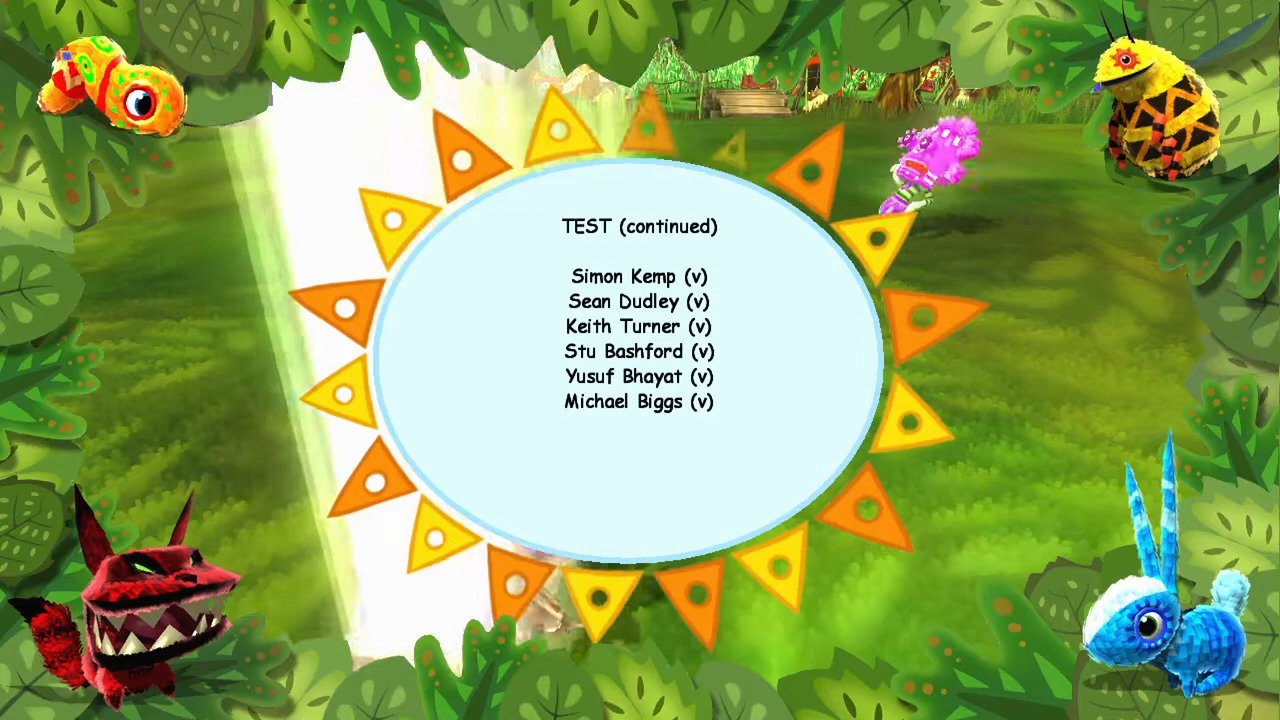 TEST (continued)
Simon Kemp (v)
Sean Dudley (v)
Keith Turner (v)
Stu Bashford (v)
Yusuf Bhayat (v)
Michael Biggs (v)